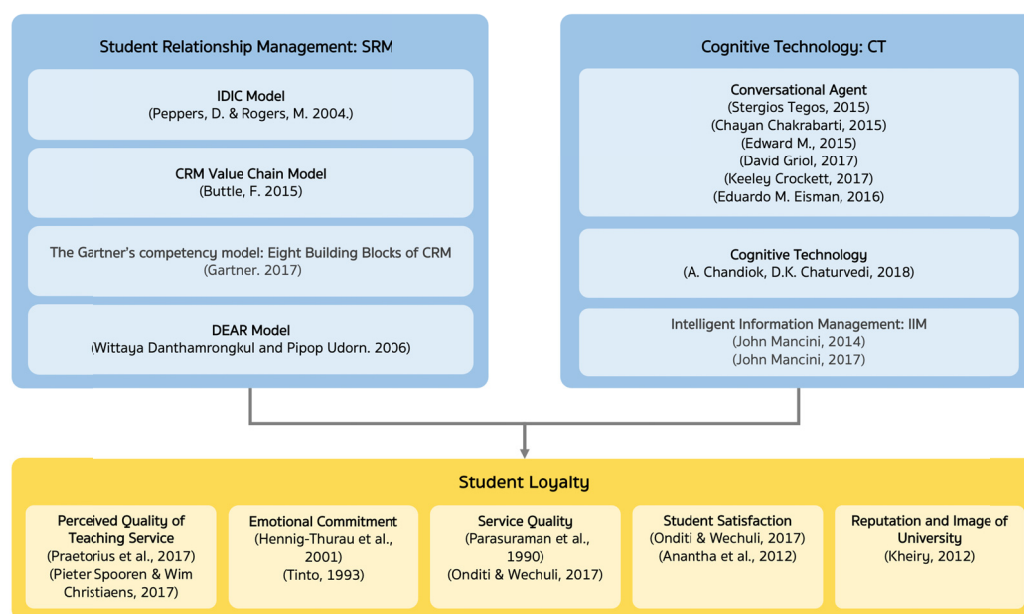 Student Relationship Management: SRM
IDIC Model
(Peppers, D. & Rogers, M. 2004.)
CRM Value Chain Model
(Buttle, F. 2015)
The Gartner's competency model: Eight Building Blocks of CRM
(Gartner. 2017)
DEAR Model
(Wittaya Danthamrongkul and Pipop Udorn. 2006)
Cognitive Technology: CT
Conversational Agent
(Stergios Tegos, 2015)
(Chayan Chakrabarti, 2015)
(Edward M., 2015)
(David Griol, 2017)
(Keeley Crockett, 2017)
(Eduardo M. Eisman, 2016)
Cognitive Technology
(A. Chandiok, D.K. Chaturvedi, 2018)
Intelligent Information Management: IIM
(John Mancini, 2014)
(John Mancini, 2017)
Student Loyalty
Perceived Quality of
Teaching Service
(Praetorius et al., 2017)
(Pieter Spooren & Wim
Christiaens, 2017)
Emotional Commitment
(Hennig-Thurau et al.,
2001)
(Tinto, 1993)
Service Quality
(Parasuraman et al.,
1990)
(Onditi & Wechuli, 2017)
Student Satisfaction
(Onditi & Wechuli, 2017)
(Anantha et al., 2012)
Reputation and Image of
University
(Kheiry, 2012)